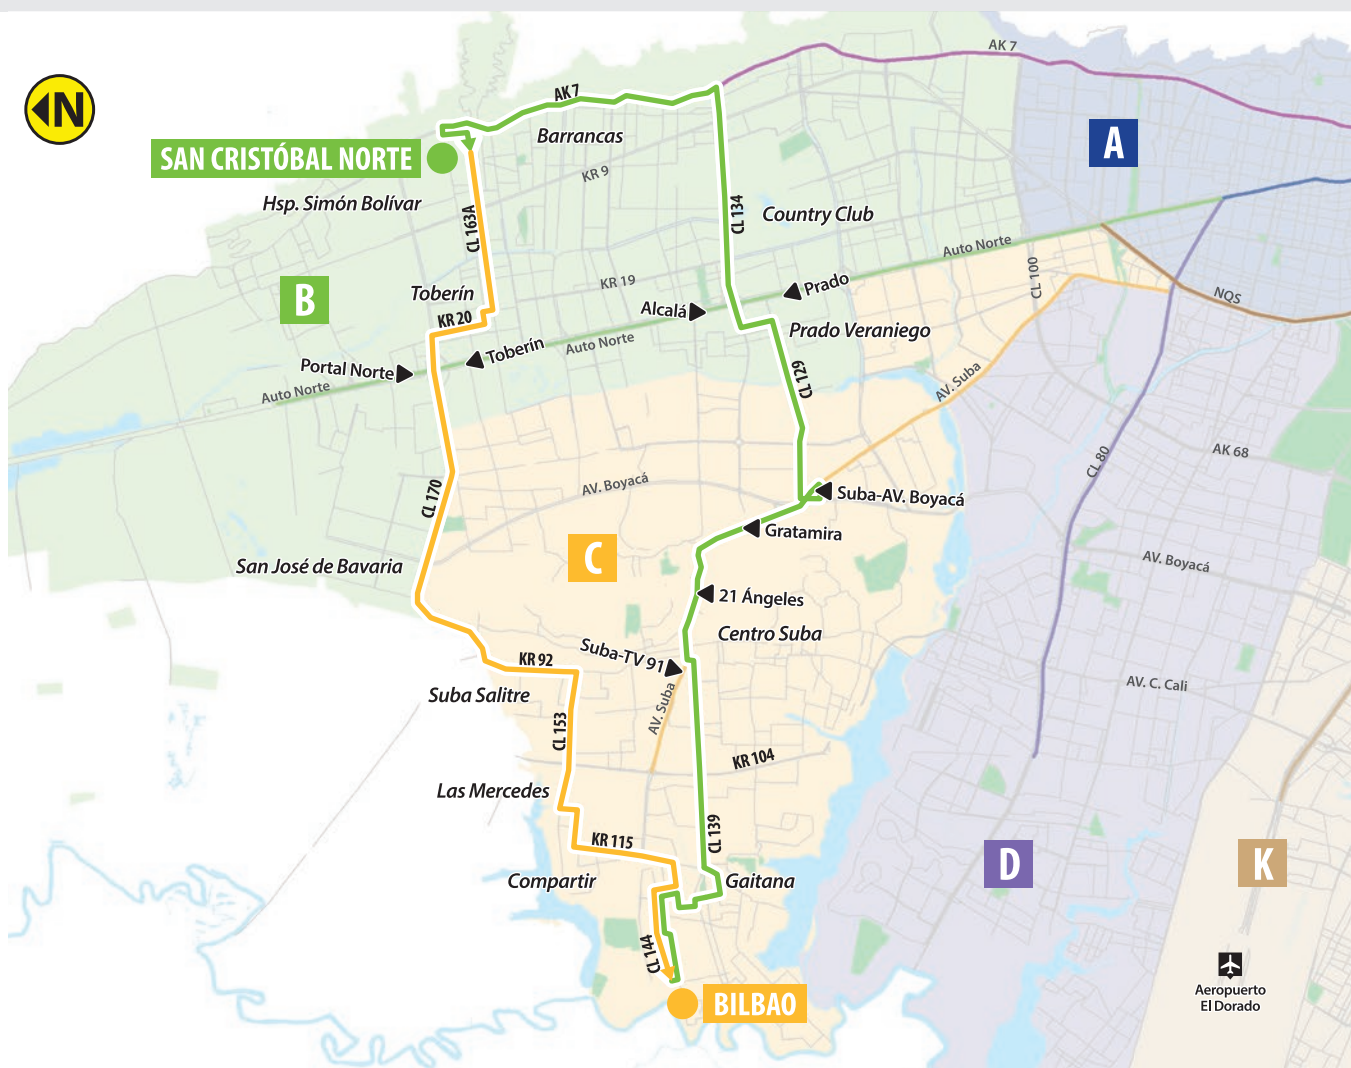 AK 7
N
AK 7
A
Barrancas
SAN CRISTÓBAL NORTE
KR 9
Hsp. Simón Bolívar
CL 163A
CL 134
Country Club
Auto Norte
CL 100
B
Toberín
KR 19
Prado
NQS
Alcalá
KR 20
Prado Veraniego
Toberín
Auto Norte
Portal Norte
Auto Norte
CL 129
AV. Suba
CL 80
AK 68
AV. Boyacá
CL 170
Suba-AV. Boyacá
Gratamira
C
San José de Bavaria
AV. Boyacá
21 Ángeles
Centro Suba
Suba-TV 91
KR 92
Suba Salitre
AV. Suba
AV. C. Cali
CL 153
KR 104
Las Mercedes
KR 115
CL 139
D
K
Compartir
Gaitana
CL 144
Aeropuerto
El Dorado
BILBAO